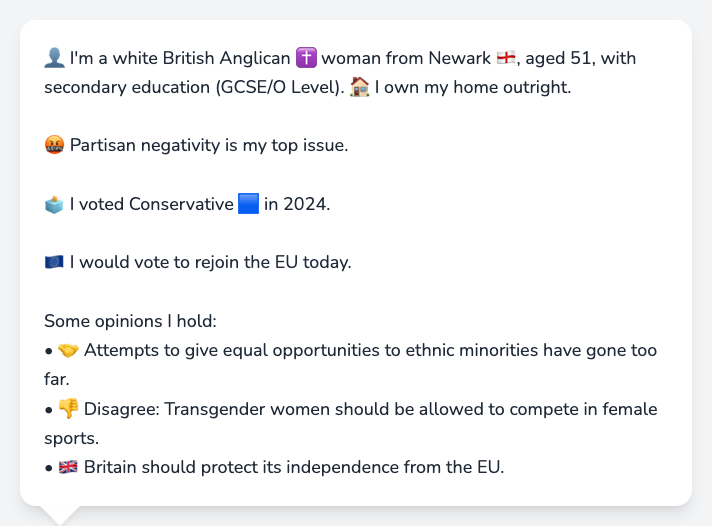 👤 I'm a white British Anglican ✝️ woman from Newark 🏴󠁧󠁢󠁥󠁮󠁧󠁿, aged 51, with
secondary education (GCSE/O Level). 🏠 I own my home outright.
🤬 Partisan negativity is my top issue.
🗳️ I voted Conservative 🟦 in 2024.
🇪🇺 I would vote to rejoin the EU today.
Some opinions I hold:
• 🤝 Attempts to give equal opportunities to ethnic minorities have gone too
far.
• 👎 Disagree: Transgender women should be allowed to compete in female
sports.
• 🇬🇧 Britain should protect its independence from the EU.